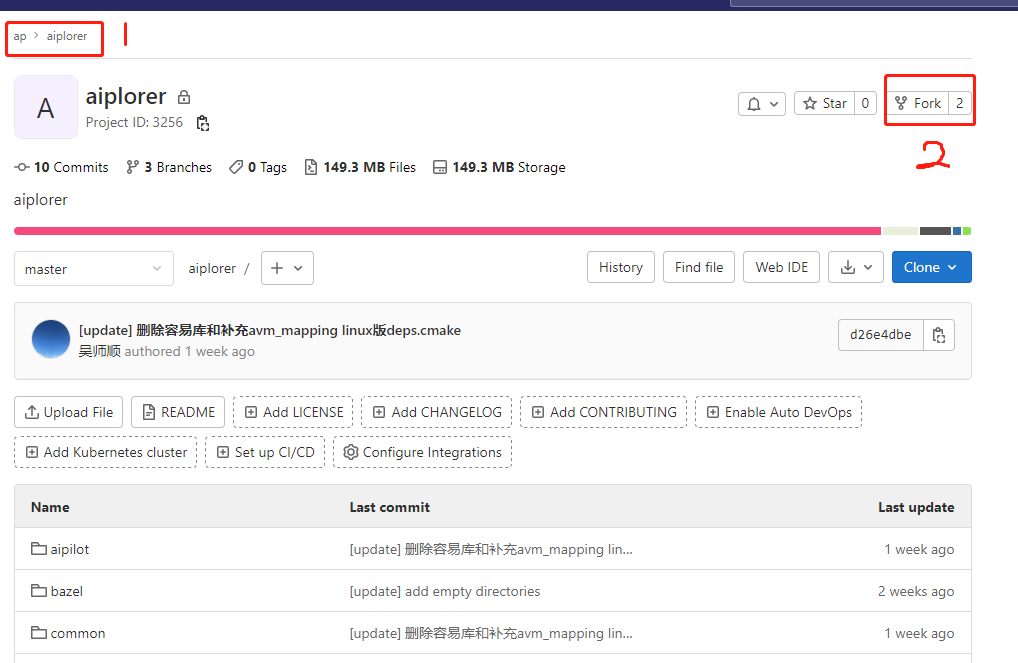 ap > aiplorer
1
A
aiplorer
Project ID: 3256
Star 0
Fork 2
2
10 Commits 3 Branches 0 Tags 149.3 MB Files 149.3 MB Storage
aiplorer
master aiplorer / + History Find file Web IDE Clone
[update] 删除容易库和补充avm_mapping linux版deps.cmake
吴师顺 authored 1 week ago
d26e4dbe
Upload File README Add LICENSE Add CHANGELOG Add CONTRIBUTING Enable Auto DevOps
Add Kubernetes cluster Set up CI/CD Configure Integrations
Name Last commit Last update
aipilot [update] 删除容易库和补充avm_mapping lin... 1 week ago
bazel [update] add empty directories 2 weeks ago
common [update] 删除容易库和补充avm_mapping lin... 1 week ago